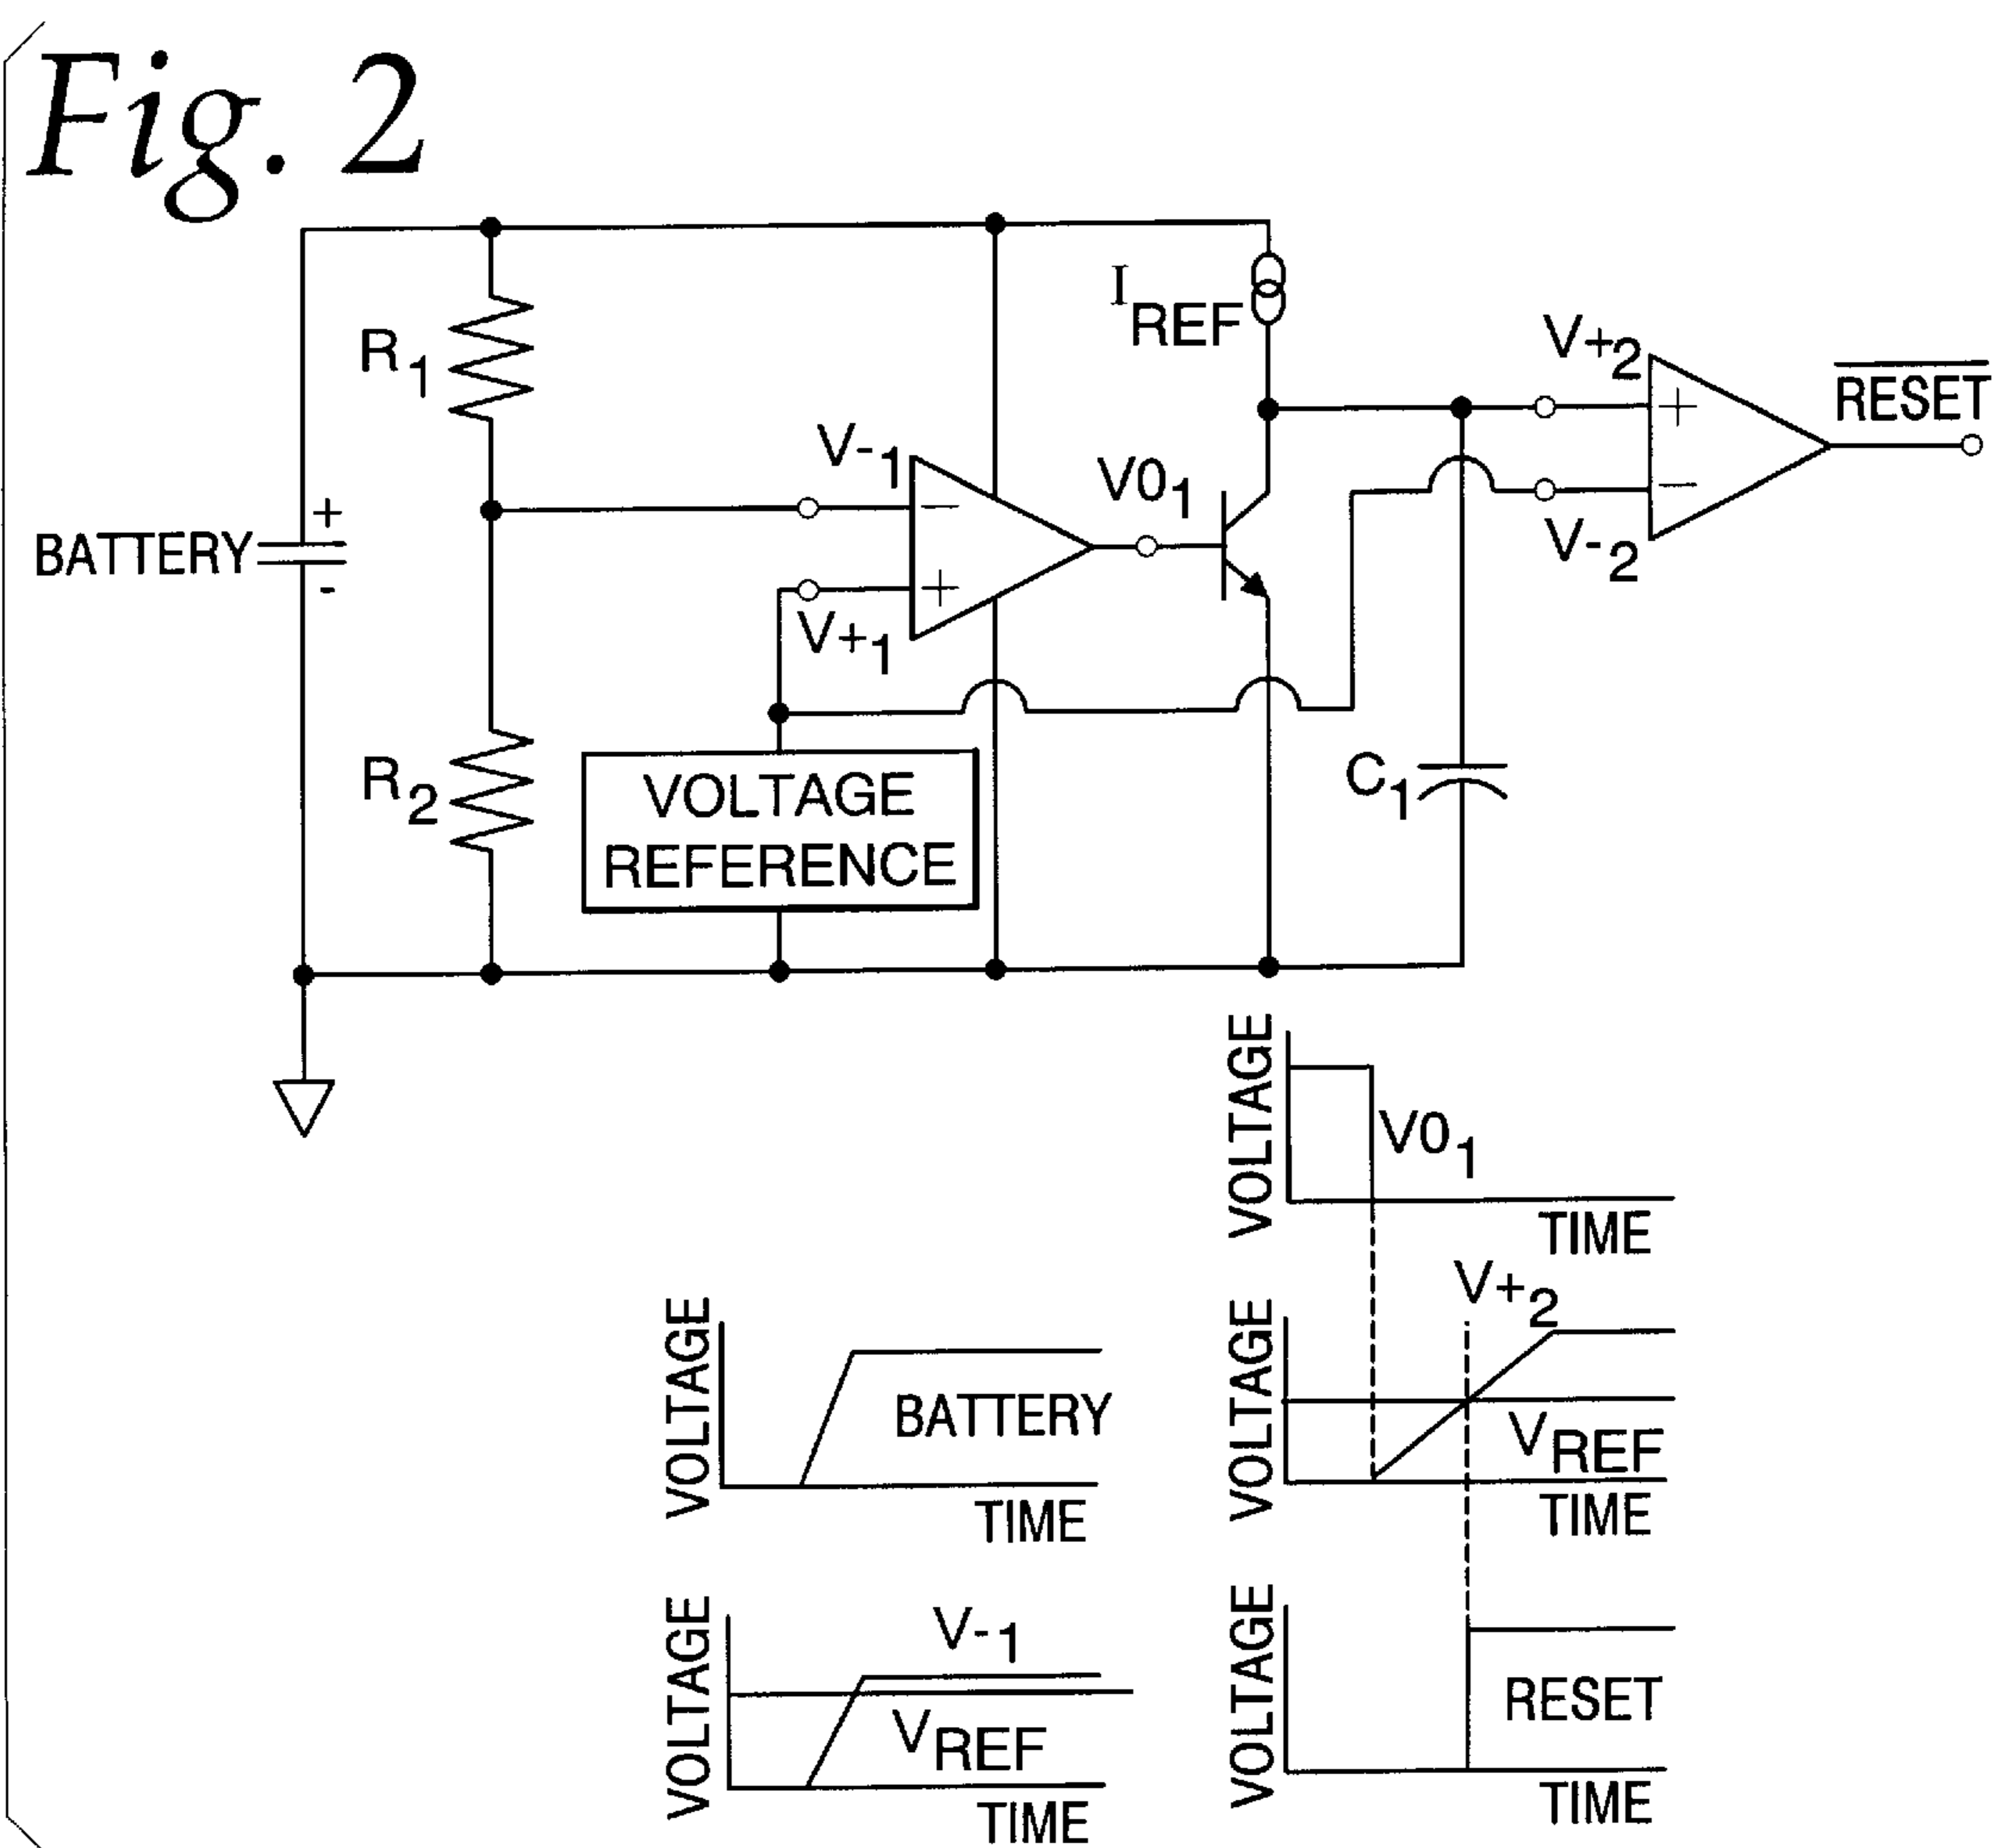 Fig. 2
I REF
R1
V+2
RESET
V-1
V01
BATTERY
+
-
−
+
+
−
V-2
V+1
R2
VOLTAGE
REFERENCE
C1
VOLTAGE
V01
TIME
VOLTAGE
BATTERY
TIME
VOLTAGE
V+2
VREF
TIME
VOLTAGE
V-1
VREF
TIME
VOLTAGE
RESET
TIME